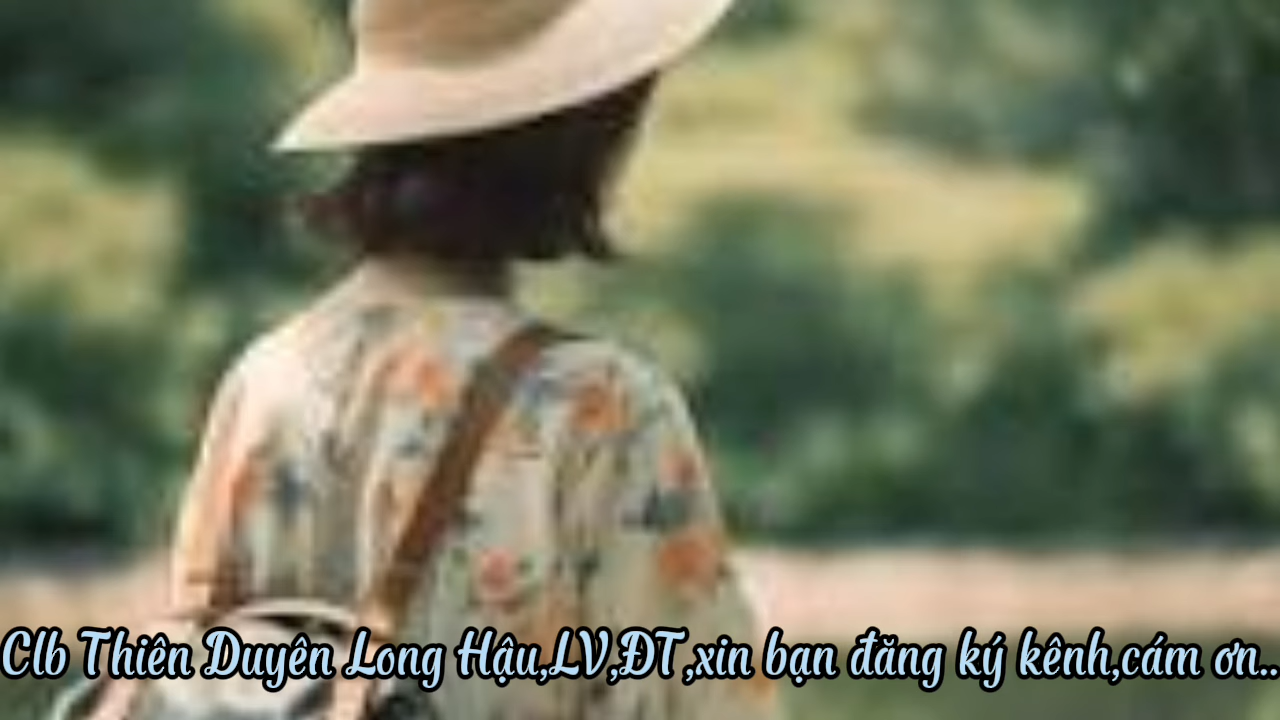 Clb Thiên Duyên Long Hậu,LV,ĐT,xin bạn đăng ký kênh,cám ơn..